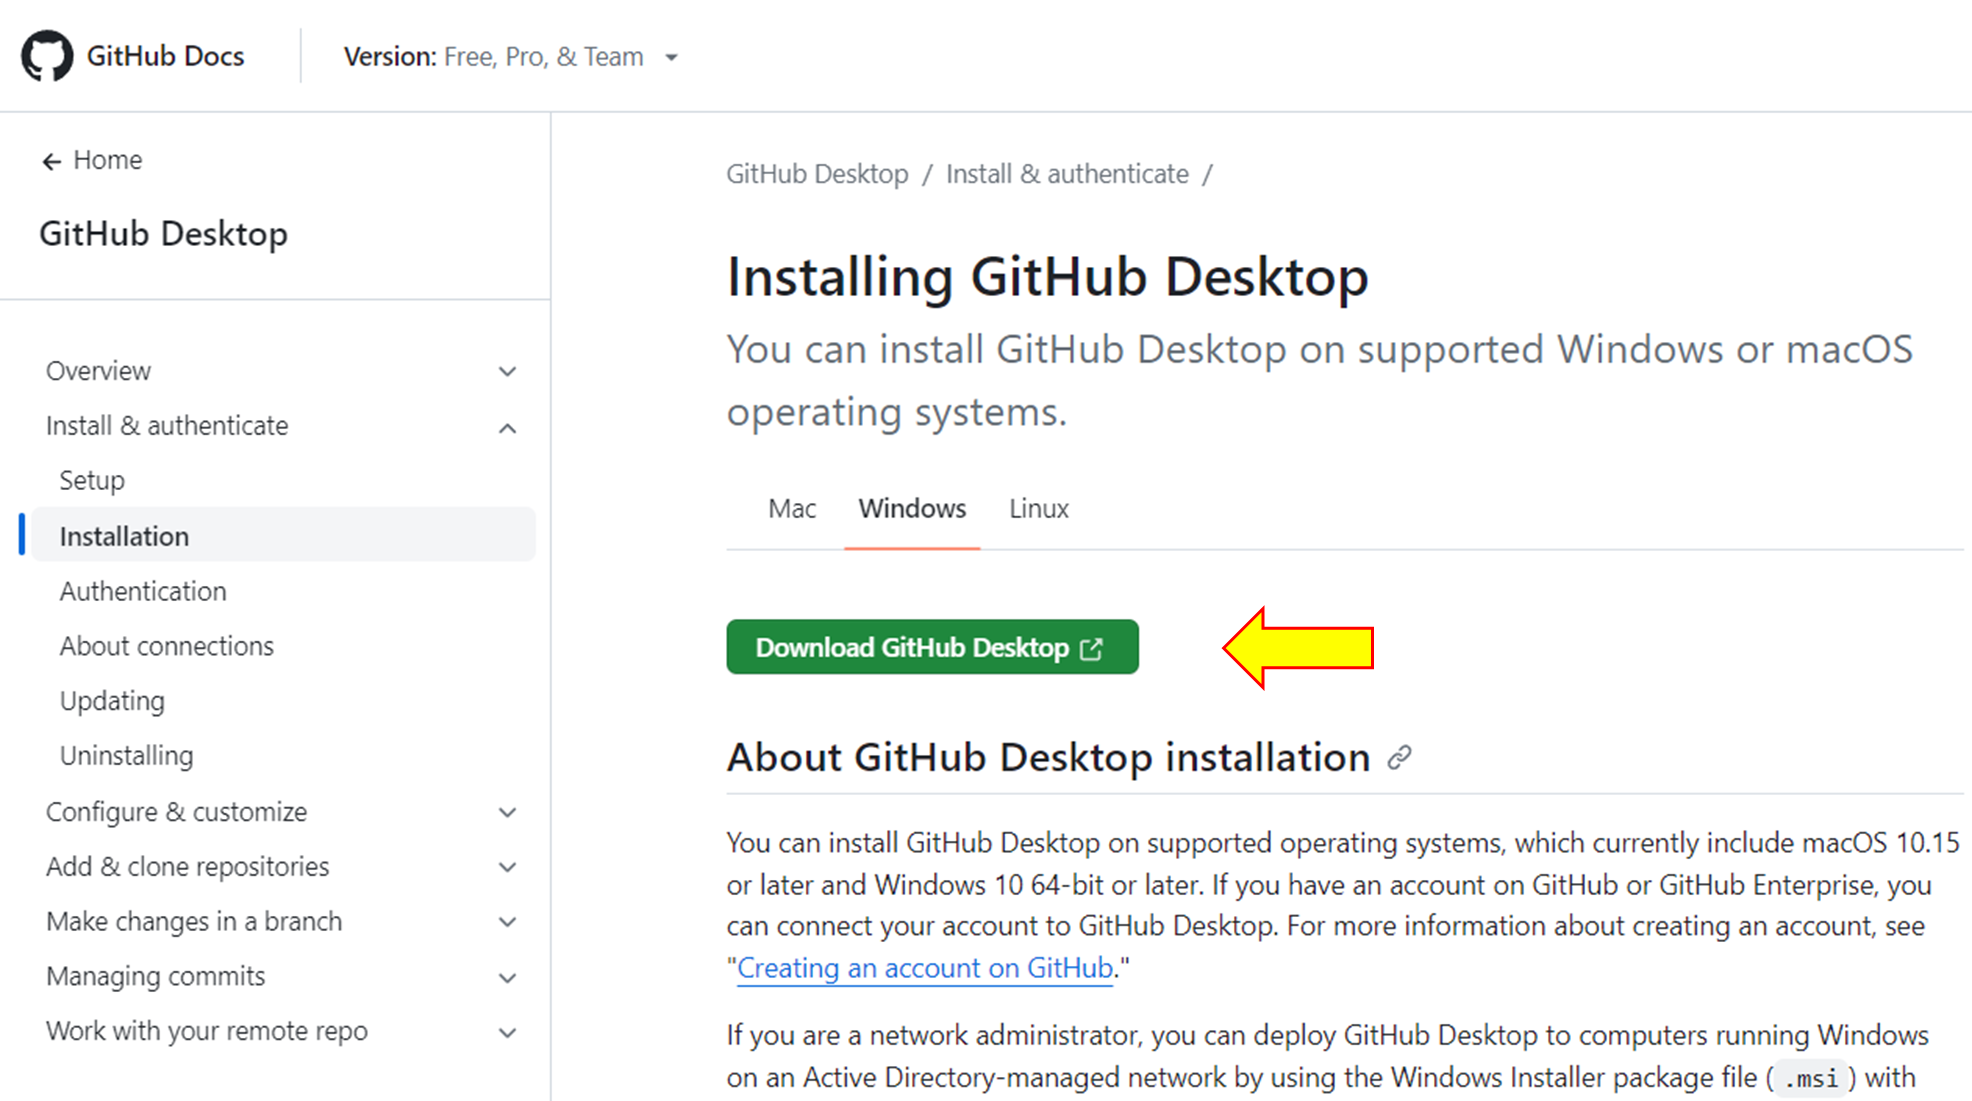 GitHub Docs
Version: Free, Pro, & Team
Home
GitHub Desktop
Overview
Install & authenticate
Setup
Installation
Authentication
About connections
Updating
Uninstalling
Configure & customize
Add & clone repositories
Make changes in a branch
Managing commits
Work with your remote repo
GitHub Desktop / Install & authenticate /
Installing GitHub Desktop
You can install GitHub Desktop on supported Windows or macOS
operating systems.
Mac Windows Linux
Download GitHub Desktop
About GitHub Desktop installation
You can install GitHub Desktop on supported operating systems, which currently include macOS 10.15
or later and Windows 10 64-bit or later. If you have an account on GitHub or GitHub Enterprise, you
can connect your account to GitHub Desktop. For more information about creating an account, see
"Creating an account on GitHub."
If you are a network administrator, you can deploy GitHub Desktop to computers running Windows
on an Active Directory-managed network by using the Windows Installer package file ( .msi ) with